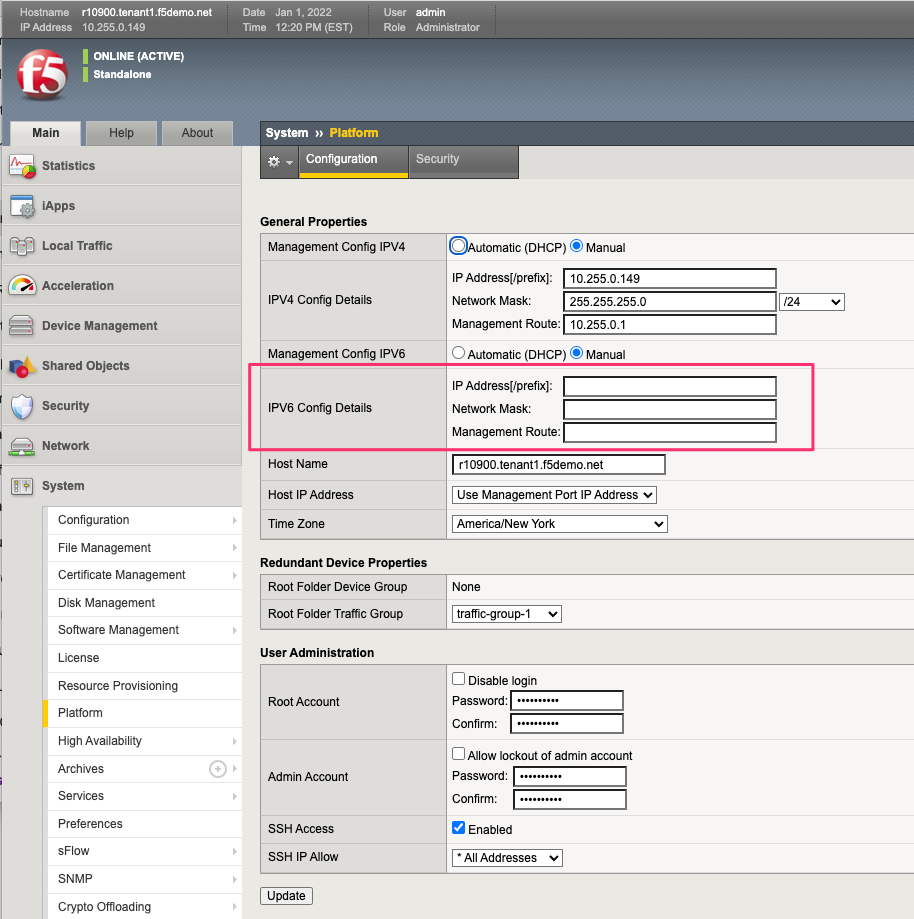 Hostname r10900.tenant1.f5demo.net Date Jan 1, 2022 User admin
IP Address 10.255.0.149 Time 12:20 PM (EST) Role Administrator
f5
ONLINE (ACTIVE)
Standalone
Main Help About
Statistics
iApps
Local Traffic
Acceleration
Device Management
Shared Objects
Security
Network
System
Configuration
File Management
Certificate Management
Disk Management
Software Management
License
Resource Provisioning
Platform
High Availability
Archives
Services
Preferences
sFlow
SNMP
Crypto Offloading
System ›› Platform
Configuration Security
General Properties
Management Config IPV4 Automatic (DHCP) Manual
IPV4 Config Details
IP Address[/prefix]: 10.255.0.149
Network Mask: 255.255.255.0 /24
Management Route: 10.255.0.1
Management Config IPV6 Automatic (DHCP) Manual
IPV6 Config Details
IP Address[/prefix]:
Network Mask:
Management Route:
Host Name r10900.tenant1.f5demo.net
Host IP Address Use Management Port IP Address
Time Zone America/New York
Redundant Device Properties
Root Folder Device Group None
Root Folder Traffic Group traffic-group-1
User Administration
Root Account
Disable login
Password: ••••••••••
Confirm: ••••••••••
Admin Account
Allow lockout of admin account
Password: ••••••••••
Confirm: ••••••••••
SSH Access Enabled
SSH IP Allow * All Addresses
Update